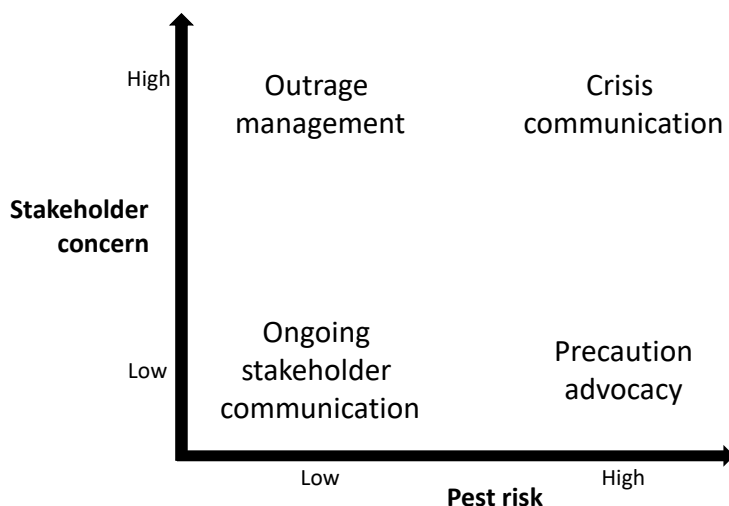 High
Outrage
management
Crisis
communication
Stakeholder
concern
Low
Ongoing
stakeholder
communication
Precaution
advocacy
Low
High
Pest risk